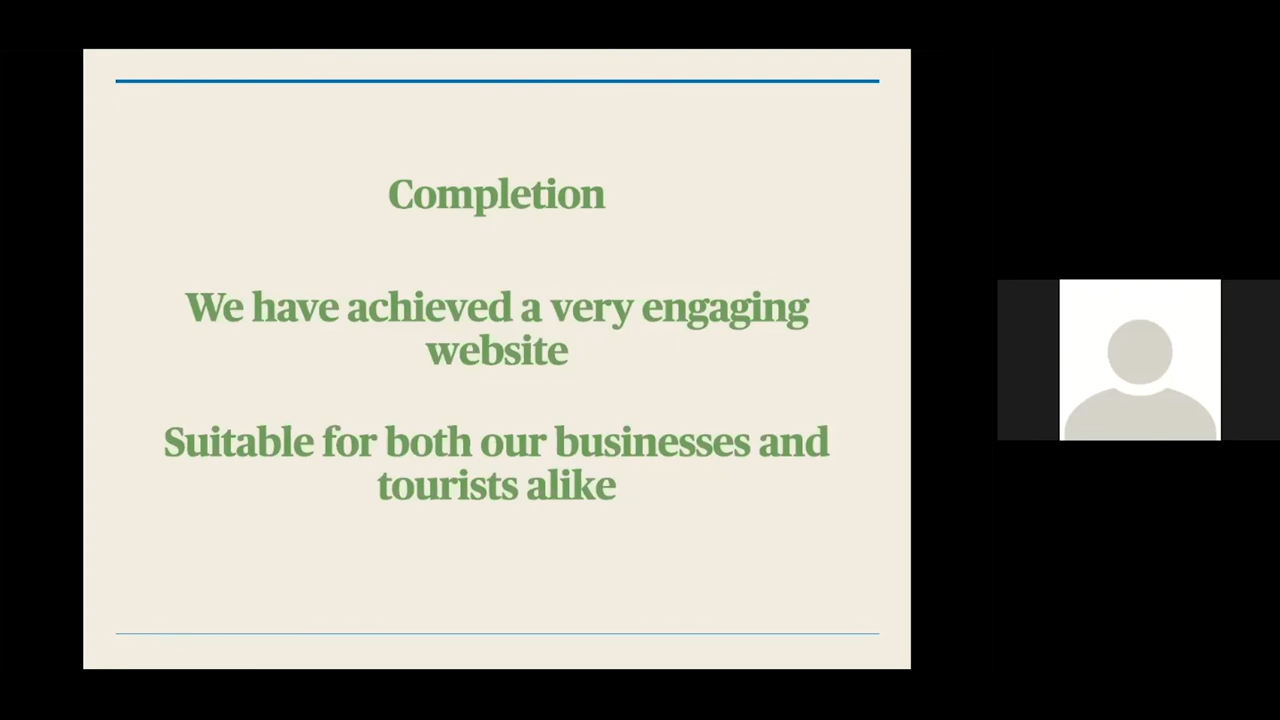 Completion
We have achieved a very engaging
website
Suitable for both our businesses and
tourists alike